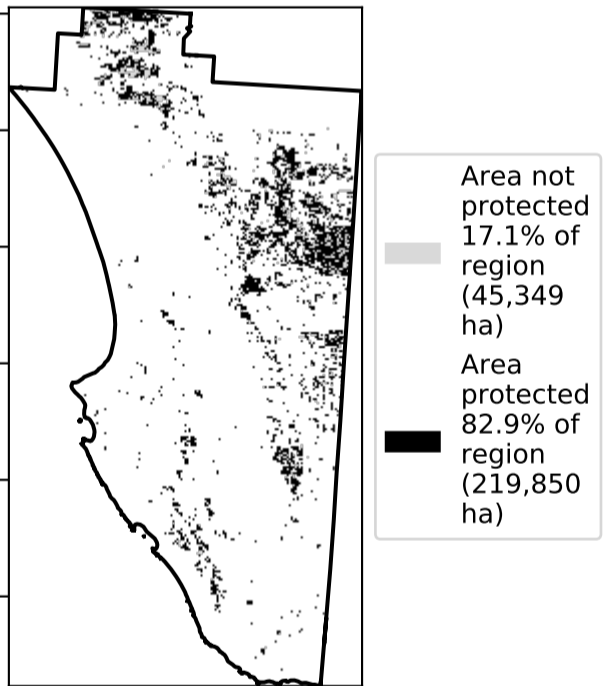 Area not
protected
17.1% of
region
(45,349
ha)
Area
protected
82.9% of
region
(219,850
ha)